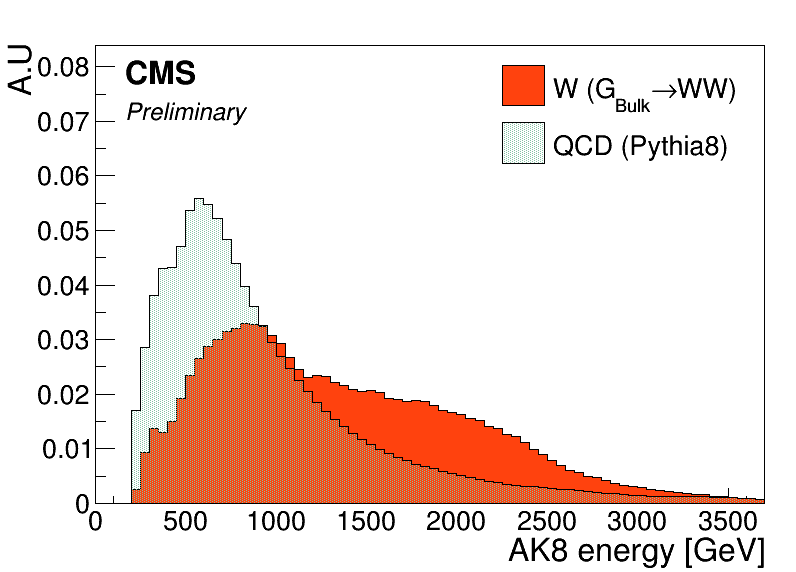 A.U
CMS
Preliminary
W (G_Bulk→WW)
QCD (Pythia8)
0.08
0.07
0.06
0.05
0.04
0.03
0.02
0.01
0
0 500 1000 1500 2000 2500 3000 3500
AK8 energy [GeV]